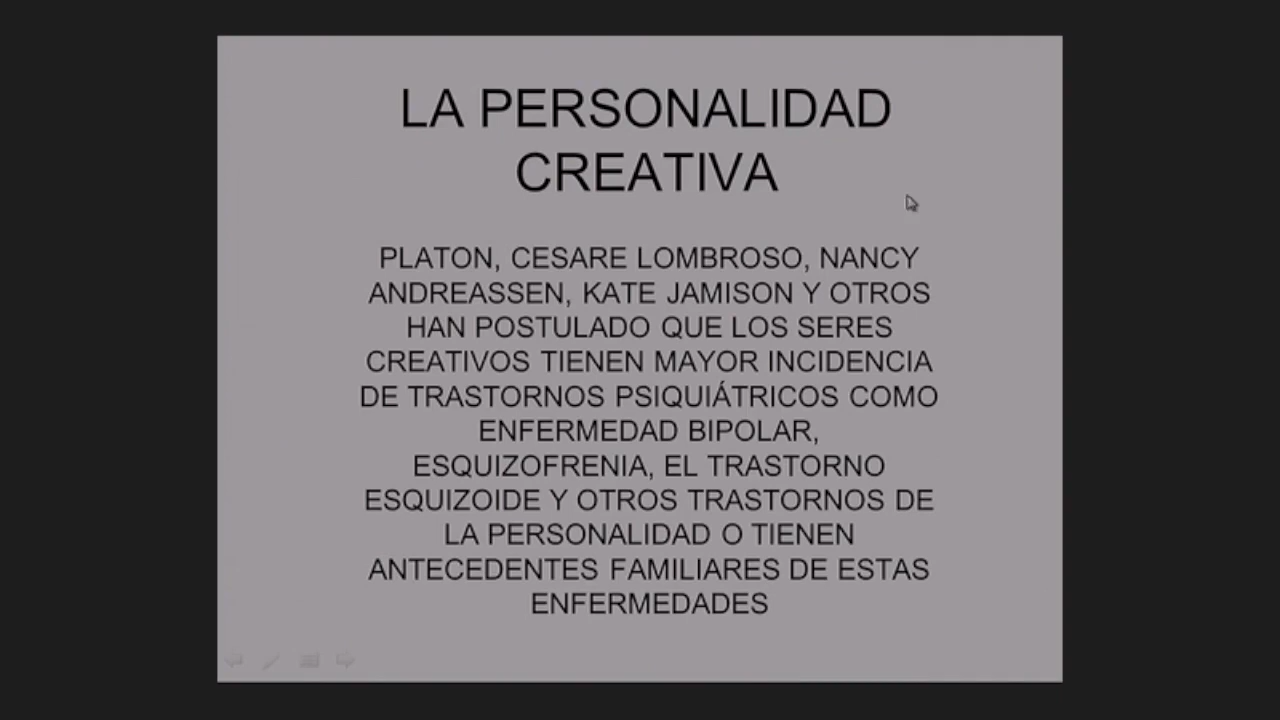 LA PERSONALIDAD
CREATIVA
PLATON, CESARE LOMBROSO, NANCY
ANDREASSEN, KATE JAMISON Y OTROS
HAN POSTULADO QUE LOS SERES
CREATIVOS TIENEN MAYOR INCIDENCIA
DE TRASTORNOS PSIQUIÁTRICOS COMO
ENFERMEDAD BIPOLAR,
ESQUIZOFRENIA, EL TRASTORNO
ESQUIZOIDE Y OTROS TRASTORNOS DE
LA PERSONALIDAD O TIENEN
ANTECEDENTES FAMILIARES DE ESTAS
ENFERMEDADES